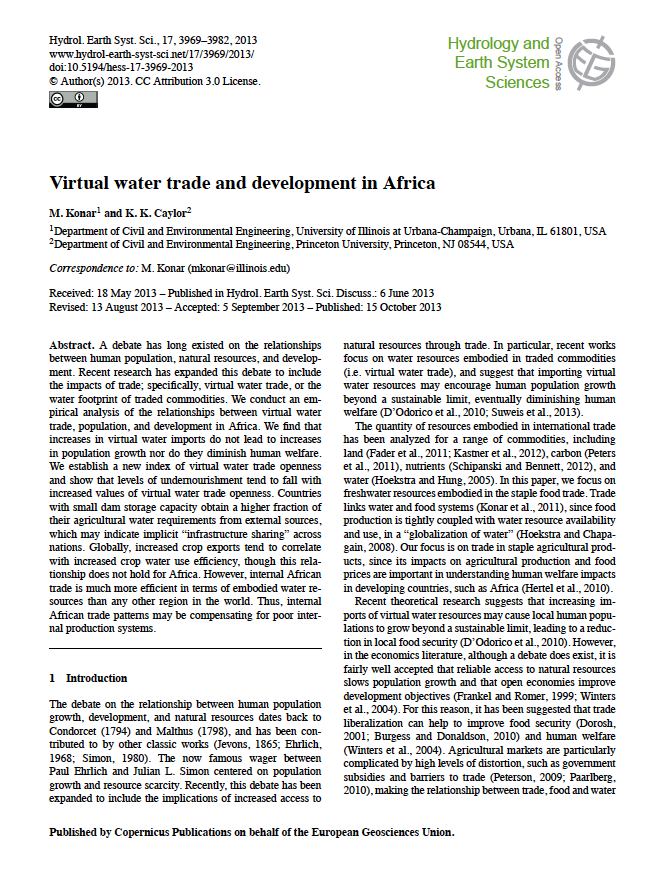 Hydrol. Earth Syst. Sci., 17, 3969–3982, 2013
www.hydrol-earth-syst-sci.net/17/3969/2013/
doi:10.5194/hess-17-3969-2013
© Author(s) 2013. CC Attribution 3.0 License.
cc BY
Hydrology and
Earth System
Sciences
Open Access
Virtual water trade and development in Africa
M. Konar1 and K. K. Caylor2
1Department of Civil and Environmental Engineering, University of Illinois at Urbana-Champaign, Urbana, IL 61801, USA
2Department of Civil and Environmental Engineering, Princeton University, Princeton, NJ 08544, USA
Correspondence to: M. Konar (mkonar@illinois.edu)
Received: 18 May 2013 – Published in Hydrol. Earth Syst. Sci. Discuss.: 6 June 2013
Revised: 13 August 2013 – Accepted: 5 September 2013 – Published: 15 October 2013
Abstract. A debate has long existed on the relationships
between human population, natural resources, and develop-
ment. Recent research has expanded this debate to include
the impacts of trade; specifically, virtual water trade, or the
water footprint of traded commodities. We conduct an em-
pirical analysis of the relationships between virtual water
trade, population, and development in Africa. We find that
increases in virtual water imports do not lead to increases
in population growth nor do they diminish human welfare.
We establish a new index of virtual water trade openness
and show that levels of undernourishment tend to fall with
increased values of virtual water trade openness. Countries
with small dam storage capacity obtain a higher fraction of
their agricultural water requirements from external sources,
which may indicate implicit “infrastructure sharing” across
nations. Globally, increased crop exports tend to correlate
with increased crop water use efficiency, though this rela-
tionship does not hold for Africa. However, internal African
trade is much more efficient in terms of embodied water re-
sources than any other region in the world. Thus, internal
African trade patterns may be compensating for poor inter-
nal production systems.
1 Introduction
The debate on the relationship between human population
growth, development, and natural resources dates back to
Condorcet (1794) and Malthus (1798), and has been con-
tributed to by other classic works (Jevons, 1865; Ehrlich,
1968; Simon, 1980). The now famous wager between
Paul Ehrlich and Julian L. Simon centered on population
growth and resource scarcity. Recently, this debate has been
expanded to include the implications of increased access to
natural resources through trade. In particular, recent works
focus on water resources embodied in traded commodities
(i.e. virtual water trade), and suggest that importing virtual
water resources may encourage human population growth
beyond a sustainable limit, eventually diminishing human
welfare (D’Odorico et al., 2010; Suweis et al., 2013).
The quantity of resources embodied in international trade
has been analyzed for a range of commodities, including
land (Fader et al., 2011; Kastner et al., 2012), carbon (Peters
et al., 2011), nutrients (Schipanski and Bennett, 2012), and
water (Hoekstra and Hung, 2005). In this paper, we focus on
freshwater resources embodied in the staple food trade. Trade
links water and food systems (Konar et al., 2011), since food
production is tightly coupled with water resource availability
and use, in a “globalization of water” (Hoekstra and Chapa-
gain, 2008). Our focus is on trade in staple agricultural prod-
ucts, since its impacts on agricultural production and food
prices are important in understanding human welfare impacts
in developing countries, such as Africa (Hertel et al., 2010).
Recent theoretical research suggests that increasing im-
ports of virtual water resources may cause local human popu-
lations to grow beyond a sustainable limit, leading to a reduc-
tion in local food security (D’Odorico et al., 2010). However,
in the economics literature, although a debate does exist, it is
fairly well accepted that reliable access to natural resources
slows population growth and that open economies improve
development objectives (Frankel and Romer, 1999; Winters
et al., 2004). For this reason, it has been suggested that trade
liberalization can help to improve food security (Dorosh,
2001; Burgess and Donaldson, 2010) and human welfare
(Winters et al., 2004). Agricultural markets are particularly
complicated by high levels of distortion, such as government
subsidies and barriers to trade (Peterson, 2009; Paarlberg,
2010), making the relationship between trade, food and water
Published by Copernicus Publications on behalf of the European Geosciences Union.